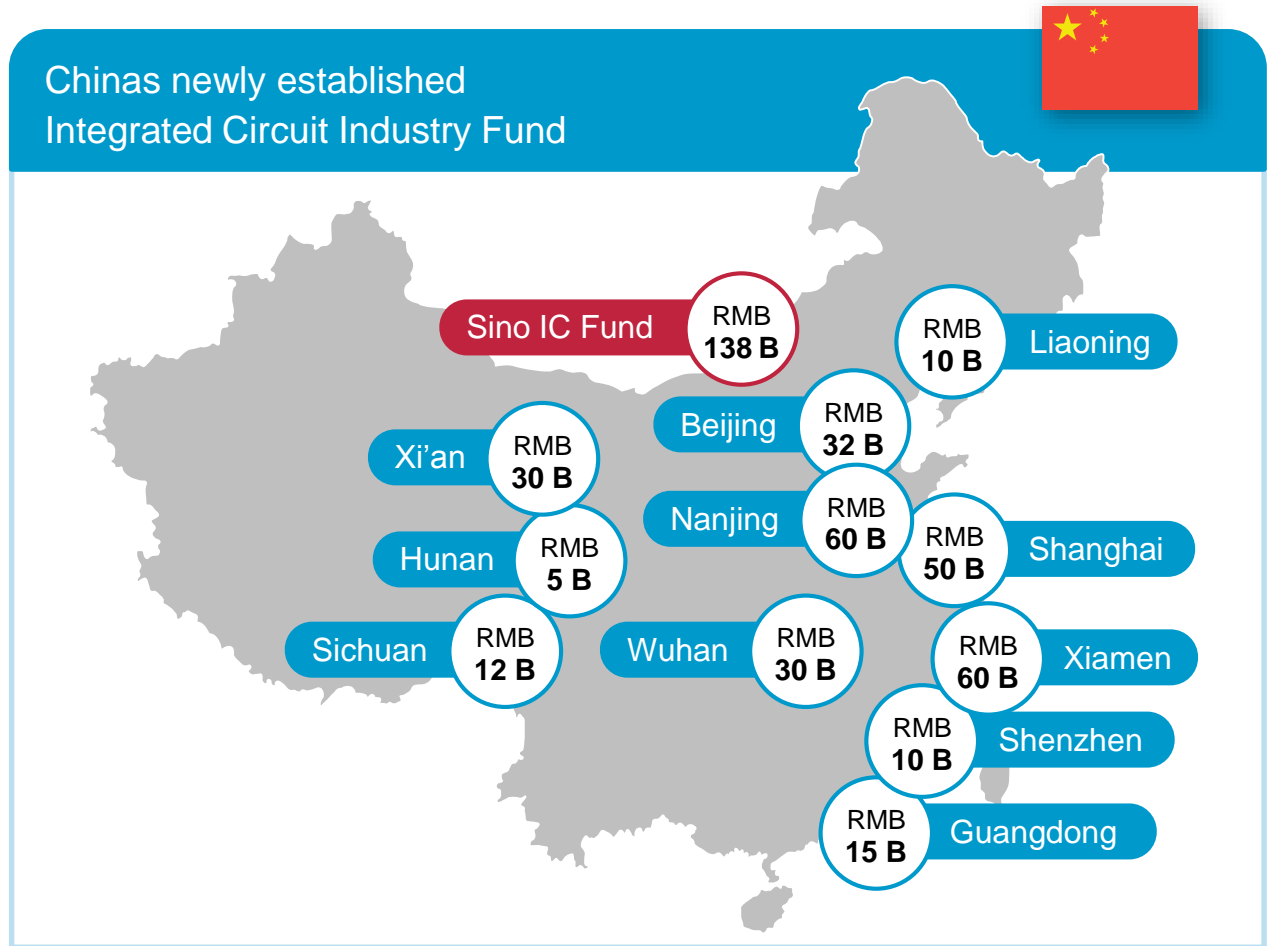 Chinas newly established
Integrated Circuit Industry Fund
Sino IC Fund
RMB
138 B
RMB
10 B
Liaoning
Beijing
RMB
32 B
Xi’an
RMB
30 B
Nanjing
RMB
60 B
RMB
50 B
Shanghai
Hunan
RMB
5 B
Sichuan
RMB
12 B
Wuhan
RMB
30 B
RMB
60 B
Xiamen
RMB
10 B
Shenzhen
RMB
15 B
Guangdong